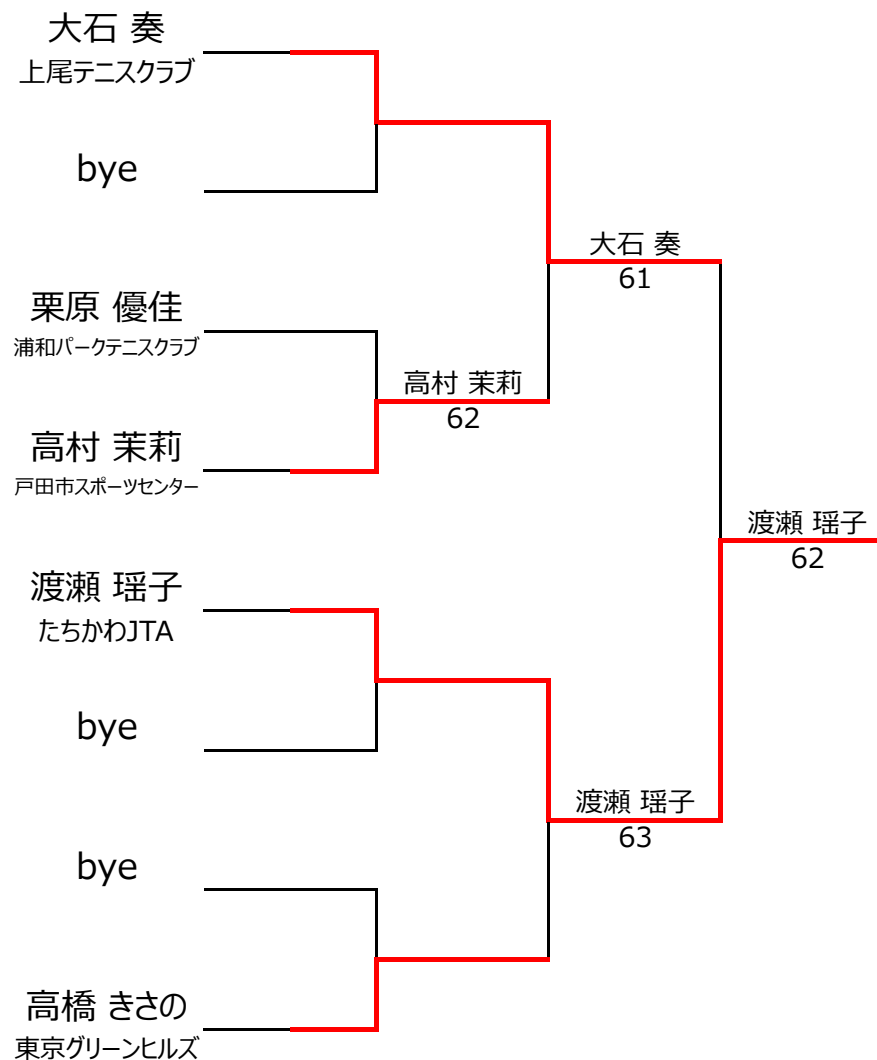 大石 奏
上尾テニスクラブ
bye
栗原 優佳
浦和パークテニスクラブ
高村 茉莉
戸田市スポーツセンター
渡瀬 瑶子
たちかわJTA
bye
bye
高橋 きさの
東京グリーンヒルズ
高村 茉莉
62
大石 奏
61
渡瀬 瑶子
63
渡瀬 瑶子
62